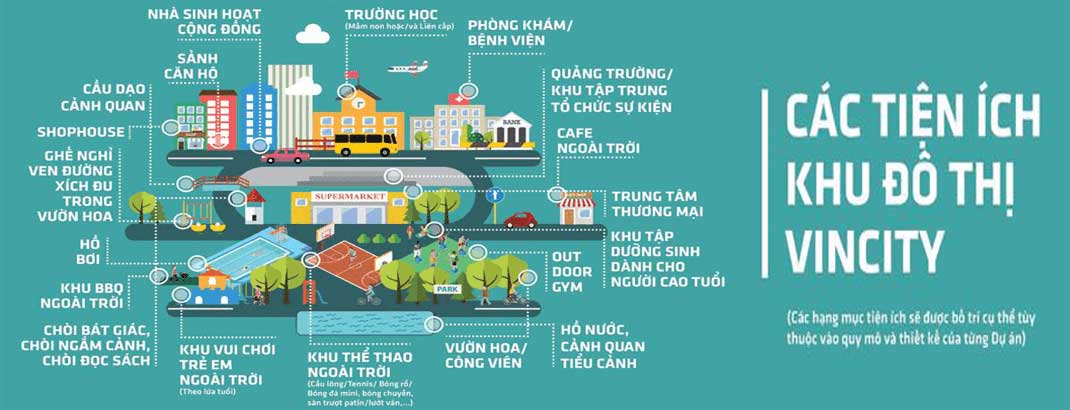 NHÀ SINH HOẠT
CỘNG ĐỒNG
TRƯỜNG HỌC
(Mầm non hoặc/và Liên cấp)
PHÒNG KHÁM/
BỆNH VIỆN
SẢNH
CĂN HỘ
QUẢNG TRƯỜNG/
KHU TẬP TRUNG
TỔ CHỨC SỰ KIỆN
CẦU DẠO
CẢNH QUAN
SHOPHOUSE
BANK
CAFE
NGOÀI TRỜI
GHẾ NGHỈ
VEN ĐƯỜNG
XÍCH ĐU
TRONG
VƯỜN HOA
SUPERMARKET
TRUNG TÂM
THƯƠNG MẠI
HỒ
BƠI
KHU TẬP
DƯỠNG SINH
DÀNH CHO
NGƯỜI CAO TUỔI
OUT
DOOR
GYM
KHU BBQ
NGOÀI TRỜI
PARK
CHÒI BÁT GIÁC,
CHÒI NGẮM CẢNH,
CHÒI ĐỌC SÁCH
KHU VUI CHƠI
TRẺ EM
NGOÀI TRỜI
(Theo lứa tuổi)
KHU THỂ THAO
NGOÀI TRỜI
(Cầu lông/Tennis/ Bóng rổ/
Bóng đá mini, bóng chuyền,
sân trượt patin/lướt ván,...)
VƯỜN HOA/
CÔNG VIÊN
HỒ NƯỚC,
CẢNH QUAN
TIỂU CẢNH
CÁC TIỆN ÍCH
KHU ĐÔ THỊ
VINCITY
(Các hạng mục tiện ích sẽ được bố trí cụ thể tùy
thuộc vào quy mô và thiết kế của từng Dự án)